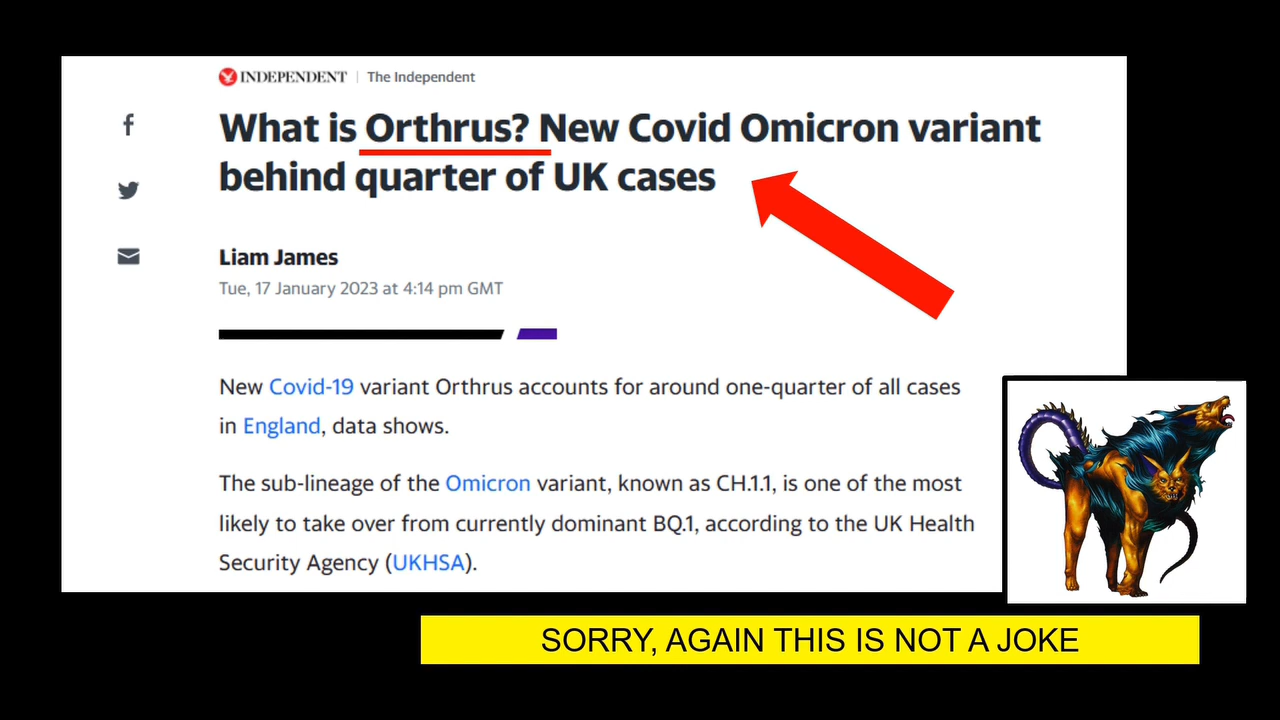 INDEPENDENT | The Independent
What is Orthrus? New Covid Omicron variant
behind quarter of UK cases
Liam James
Tue, 17 January 2023 at 4:14 pm GMT
New Covid-19 variant Orthrus accounts for around one-quarter of all cases
in England, data shows.
The sub-lineage of the Omicron variant, known as CH.1.1, is one of the most
likely to take over from currently dominant BQ.1, according to the UK Health
Security Agency (UKHSA).
SORRY, AGAIN THIS IS NOT A JOKE